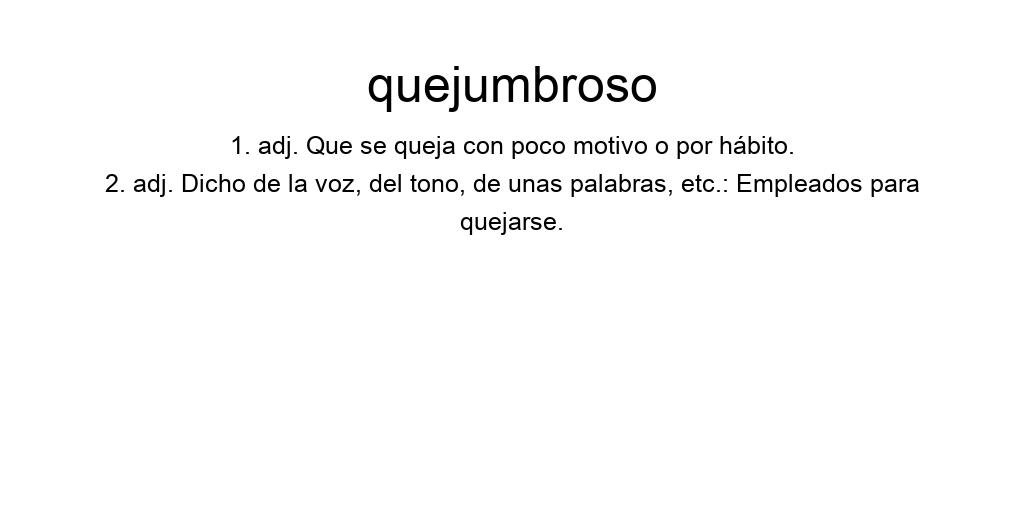 quejumbroso
1. adj. Que se queja con poco motivo o por hábito.
2. adj. Dicho de la voz, del tono, de unas palabras, etc.: Empleados para
quejarse.